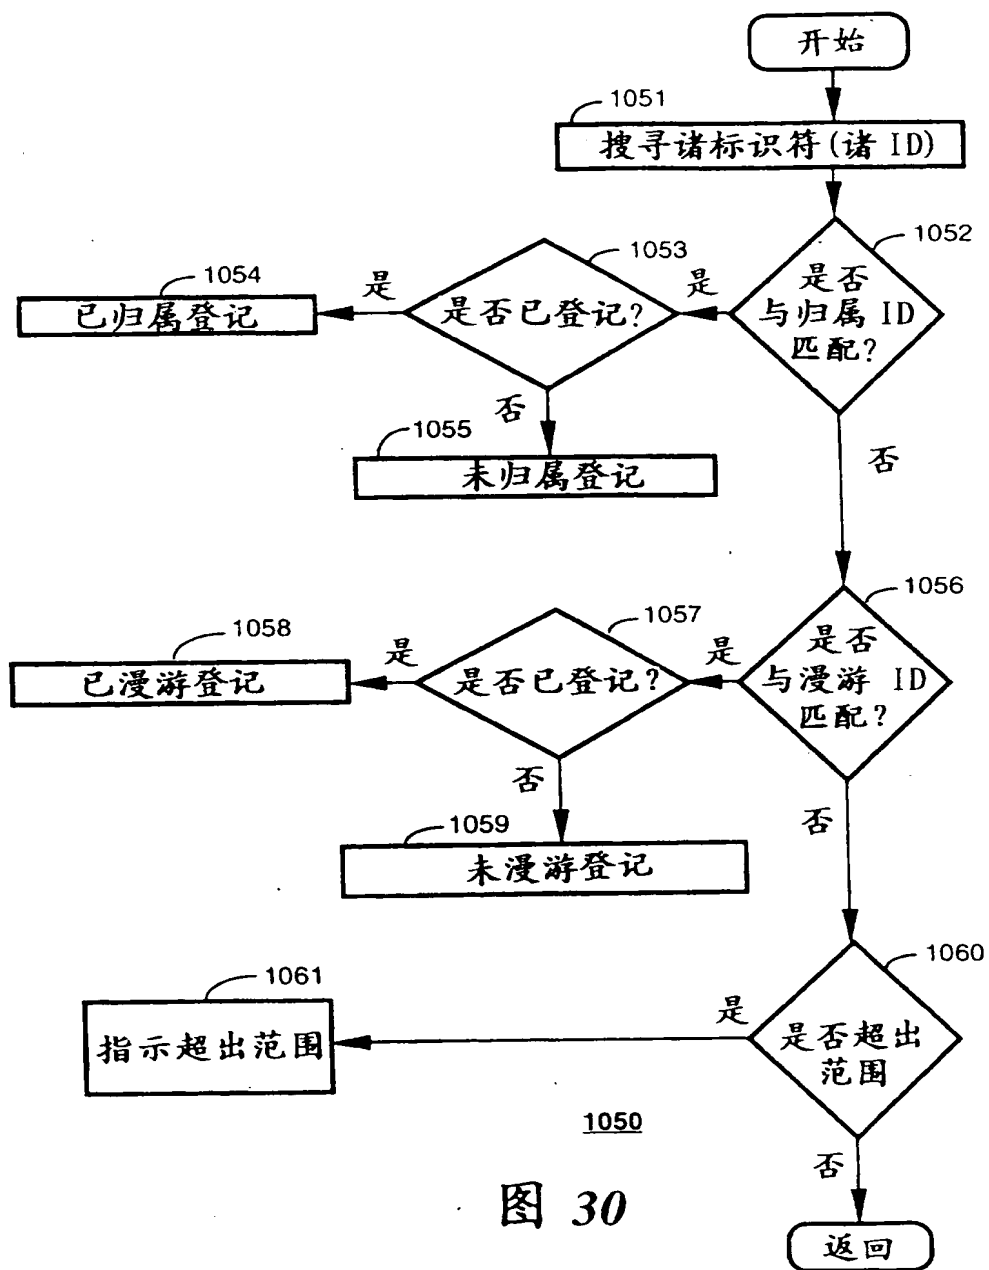 开始
1051
搜寻诸标识符(诸 ID)
1052
是否
与归属 ID
匹配?
是
1053
是否已登记?
是
1054
已归属登记
否
1055
未归属登记
否
1056
是否
与漫游 ID
匹配?
是
1057
是否已登记?
是
1058
已漫游登记
否
1059
未漫游登记
否
1060
是否超出
范围
是
1061
指示超出范围
否
返回
1050
图 30